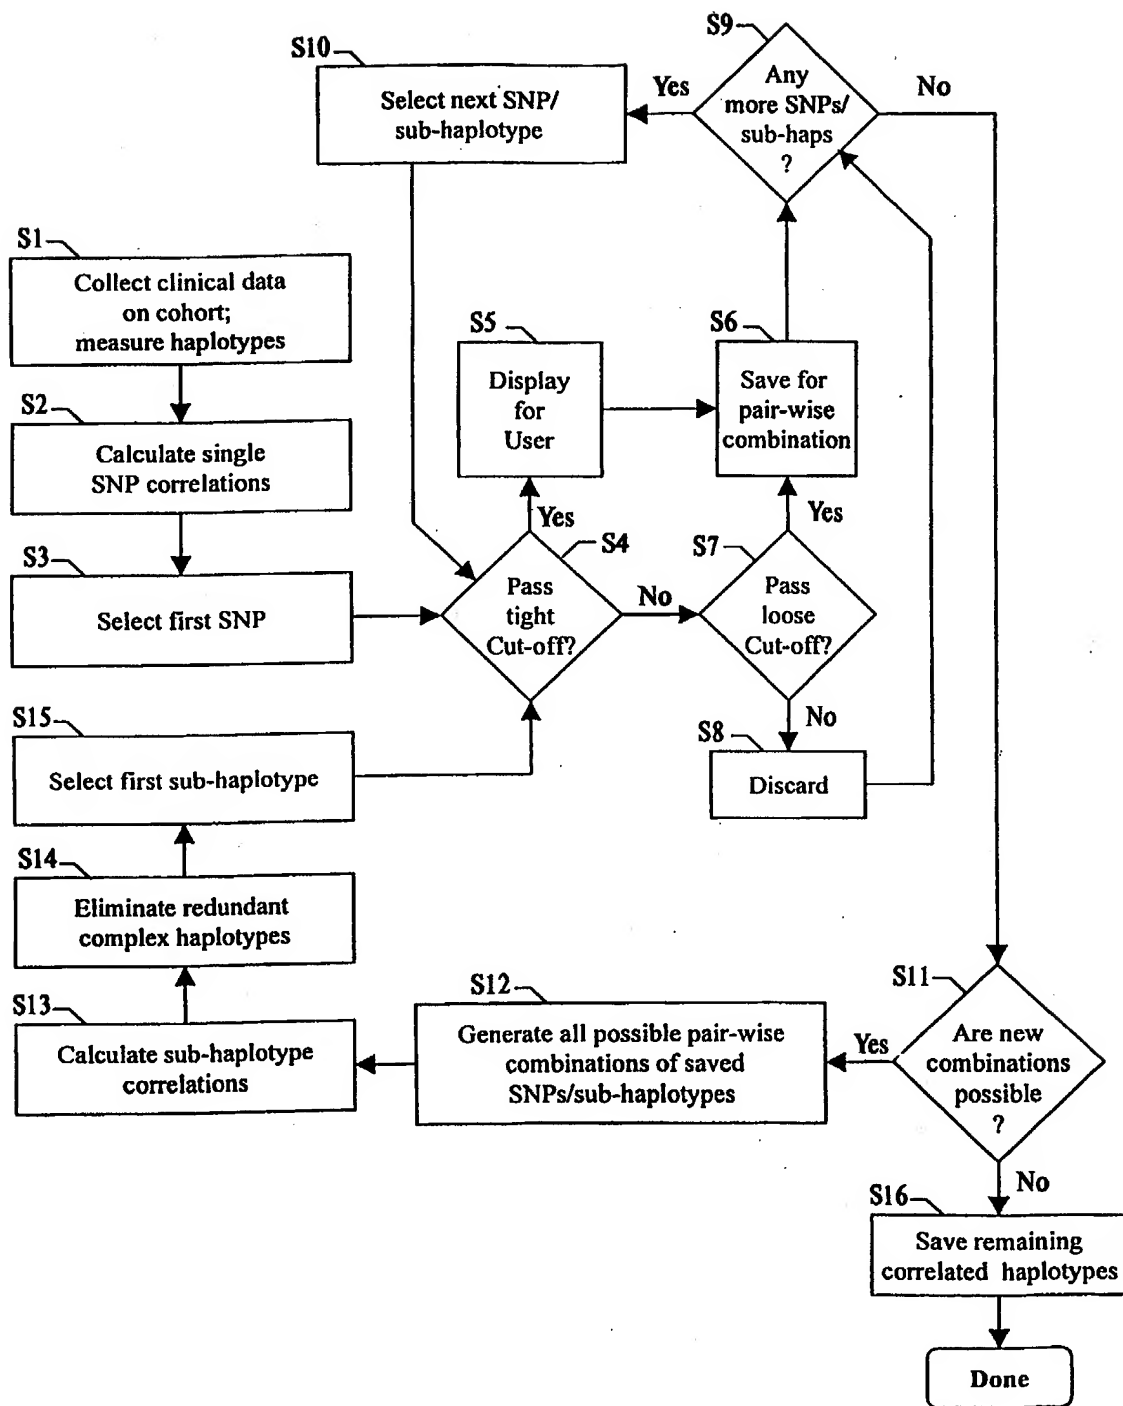 S9
S10
Any
more SNPs/
sub-haps
?
Yes
No
Select next SNP/
sub-haplotype
S1
Collect clinical data
on cohort;
measure haplotypes
S5
Display
for
User
S6
Save for
pair-wise
combination
S2
Calculate single
SNP correlations
Yes
Yes
S3
Select first SNP
S4
Pass
tight
Cut-off?
No
S7
Pass
loose
Cut-off?
No
S15
Select first sub-haplotype
S8
Discard
S14
Eliminate redundant
complex haplotypes
S13
Calculate sub-haplotype
correlations
S12
Generate all possible pair-wise
combinations of saved
SNPs/sub-haplotypes
Yes
S11
Are new
combinations
possible
?
No
S16
Save remaining
correlated haplotypes
Done